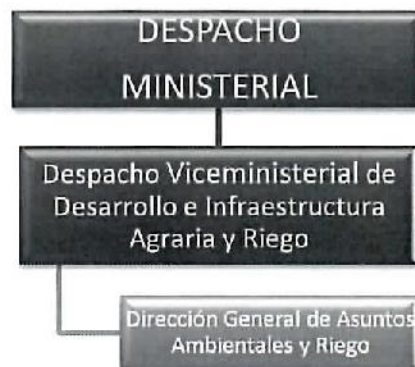 DESPACHO
MINISTERIAL
Despacho Viceministerial de
Desarrollo e Infraestructura
Agraria y Riego
Dirección General de Asuntos
Ambientales y Riego